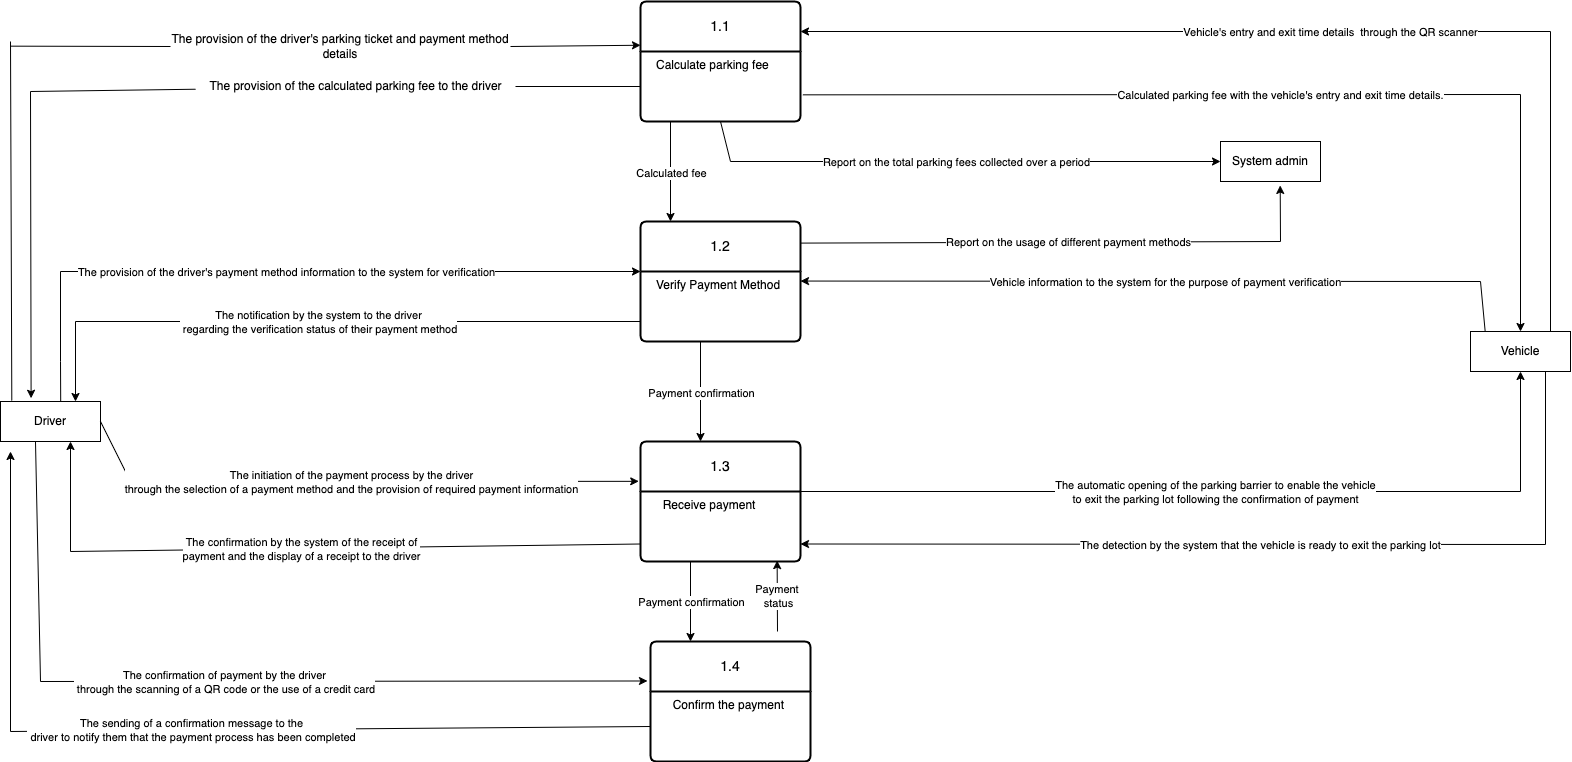 1.1
The provision of the driver's parking ticket and payment method
details
Vehicle's entry and exit time details  through the QR scanner
Calculate parking fee
The provision of the calculated parking fee to the driver
Calculated parking fee with the vehicle's entry and exit time details.
Report on the total parking fees collected over a period
System admin
Calculated fee
1.2
Report on the usage of different payment methods
The provision of the driver's payment method information to the system for verification
Verify Payment Method
Vehicle information to the system for the purpose of payment verification
The notification by the system to the driver
regarding the verification status of their payment method
Vehicle
Payment confirmation
Driver
1.3
The initiation of the payment process by the driver
through the selection of a payment method and the provision of required payment information
The automatic opening of the parking barrier to enable the vehicle
to exit the parking lot following the confirmation of payment
Receive payment
The confirmation by the system of the receipt of
payment and the display of a receipt to the driver
The detection by the system that the vehicle is ready to exit the parking lot
Payment confirmation
Payment
status
1.4
The confirmation of payment by the driver
through the scanning of a QR code or the use of a credit card
Confirm the payment
The sending of a confirmation message to the
driver to notify them that the payment process has been completed